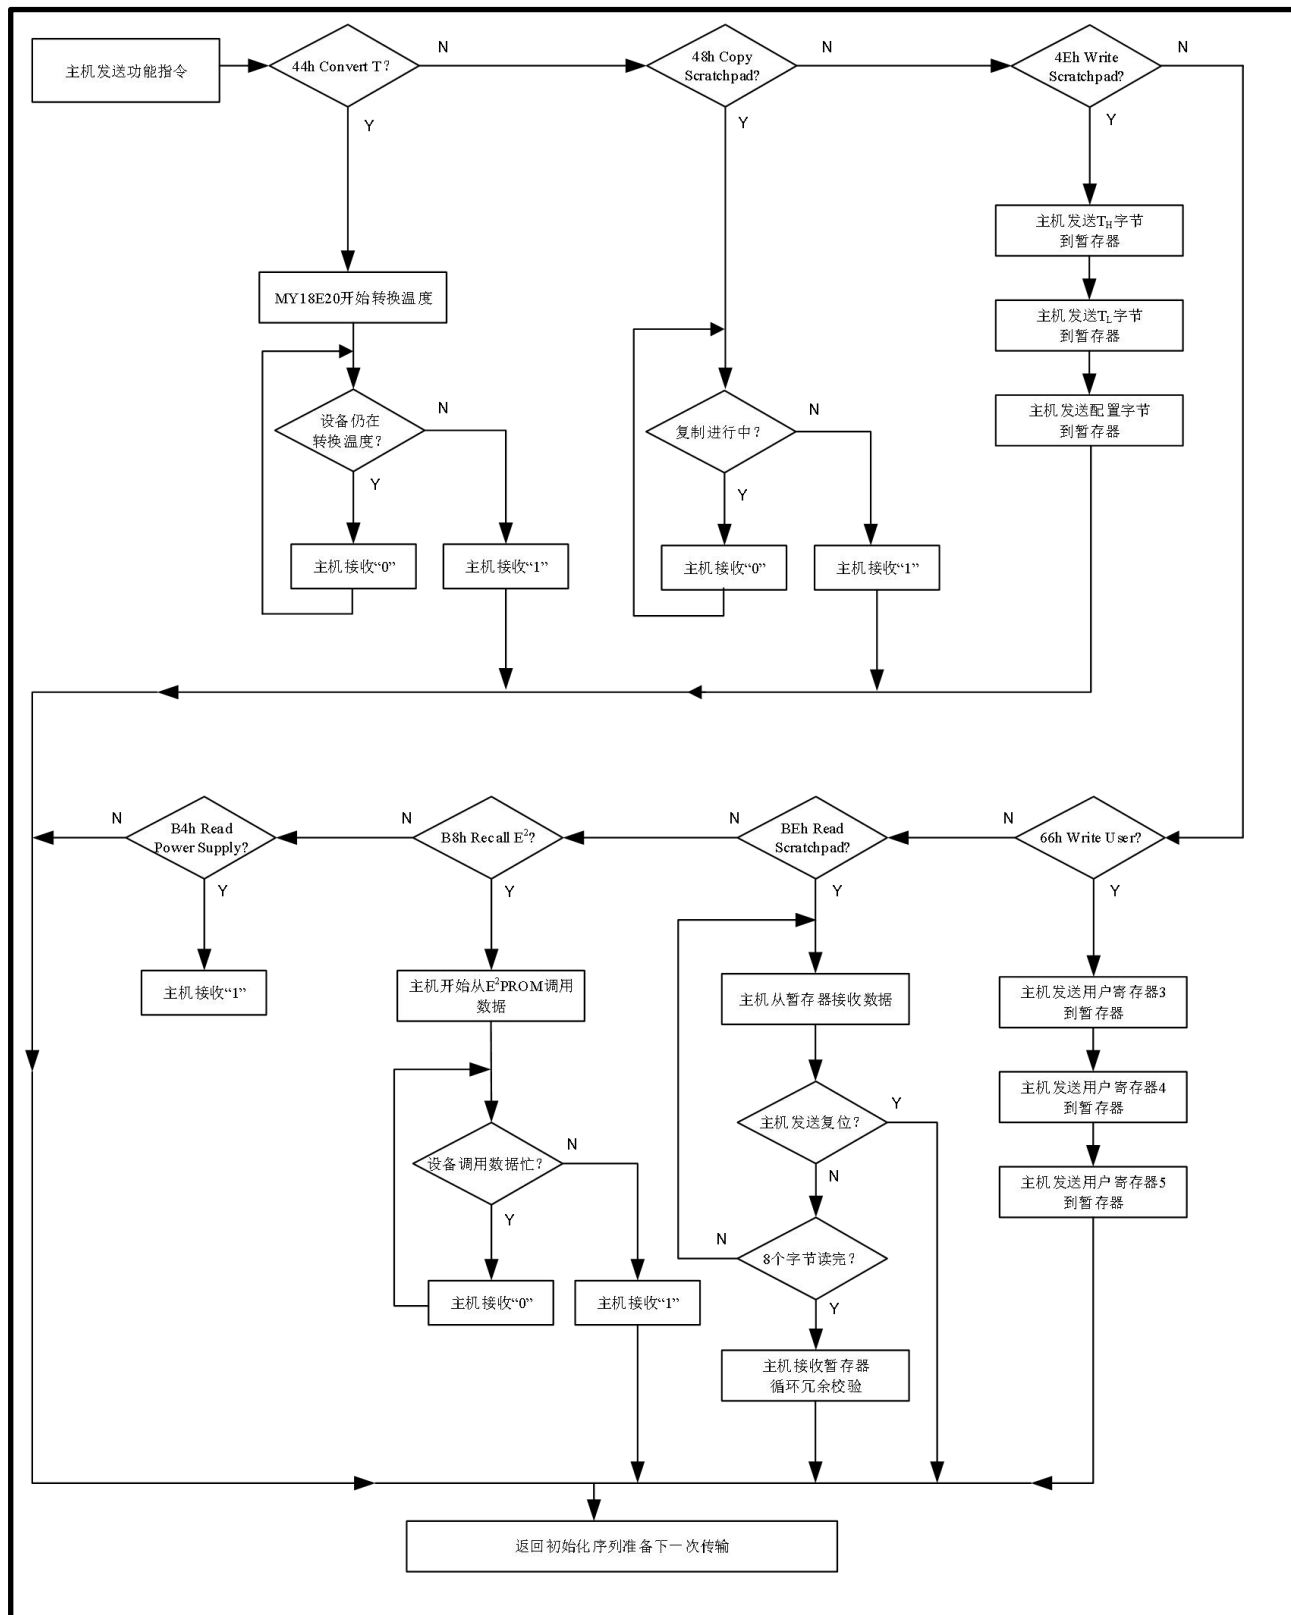 主机发送功能指令
44h Convert T?
N
48h Copy
Scratchpad?
N
4Eh Write
Scratchpad?
N
Y
Y
Y
主机发送T_H字节
到暂存器
MY18E20开始转换温度
主机发送T_L字节
到暂存器
设备仍在
转换温度?
N
复制进行中?
N
主机发送配置字节
到暂存器
Y
Y
主机接收“0”
主机接收“1”
主机接收“0”
主机接收“1”
N
B4h Read
Power Supply?
N
B8h Recall E²?
N
BEh Read
Scratchpad?
N
66h Write User?
Y
Y
Y
Y
主机接收“1”
主机开始从E²PROM调用
数据
主机从暂存器接收数据
主机发送用户寄存器3
到暂存器
主机发送复位?
Y
主机发送用户寄存器4
到暂存器
设备调用数据忙?
N
N
主机发送用户寄存器5
到暂存器
Y
N
8个字节读完?
主机接收“0”
主机接收“1”
Y
主机接收暂存器
循环冗余校验
返回初始化序列准备下一次传输